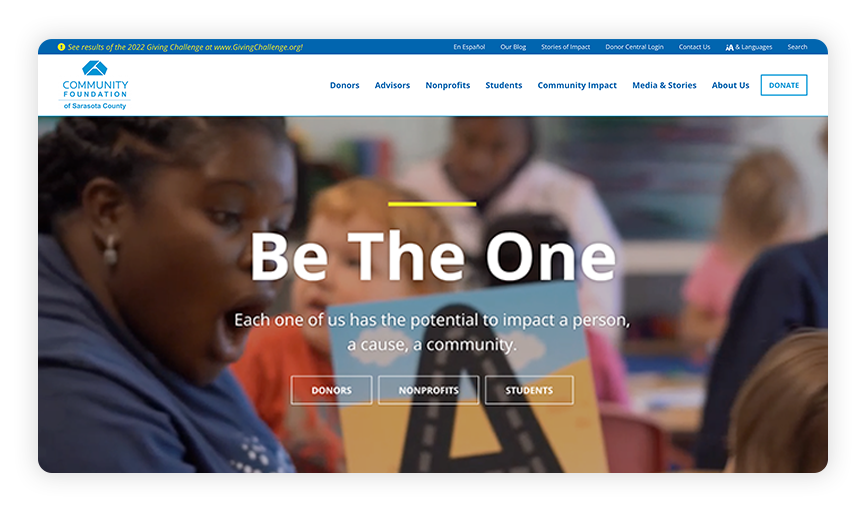 See results of the 2022 Giving Challenge at www.GivingChallenge.org!
En Español
Our Blog
Stories of Impact
Donor Central Login
Contact Us
& Languages
Search
COMMUNITY
FOUNDATION
of Sarasota County
Donors
Advisors
Nonprofits
Students
Community Impact
Media & Stories
About Us
DONATE
Be The One
Each one of us has the potential to impact a person,
a cause, a community.
DONORS
NONPROFITS
STUDENTS
A